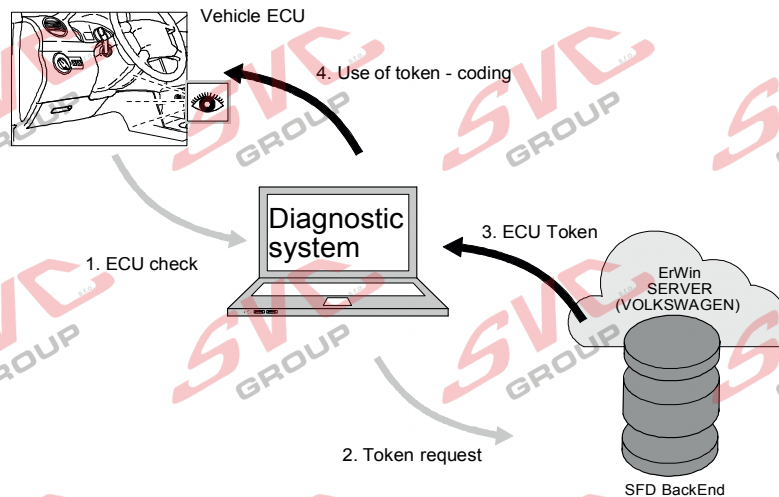 Vehicle ECU
4. Use of token - coding
Diagnostic
system
3. ECU Token
1. ECU check
ErWin
SERVER
(VOLKSWAGEN)
2. Token request
SFD BackEnd
SVC s.r.o.
GROUP